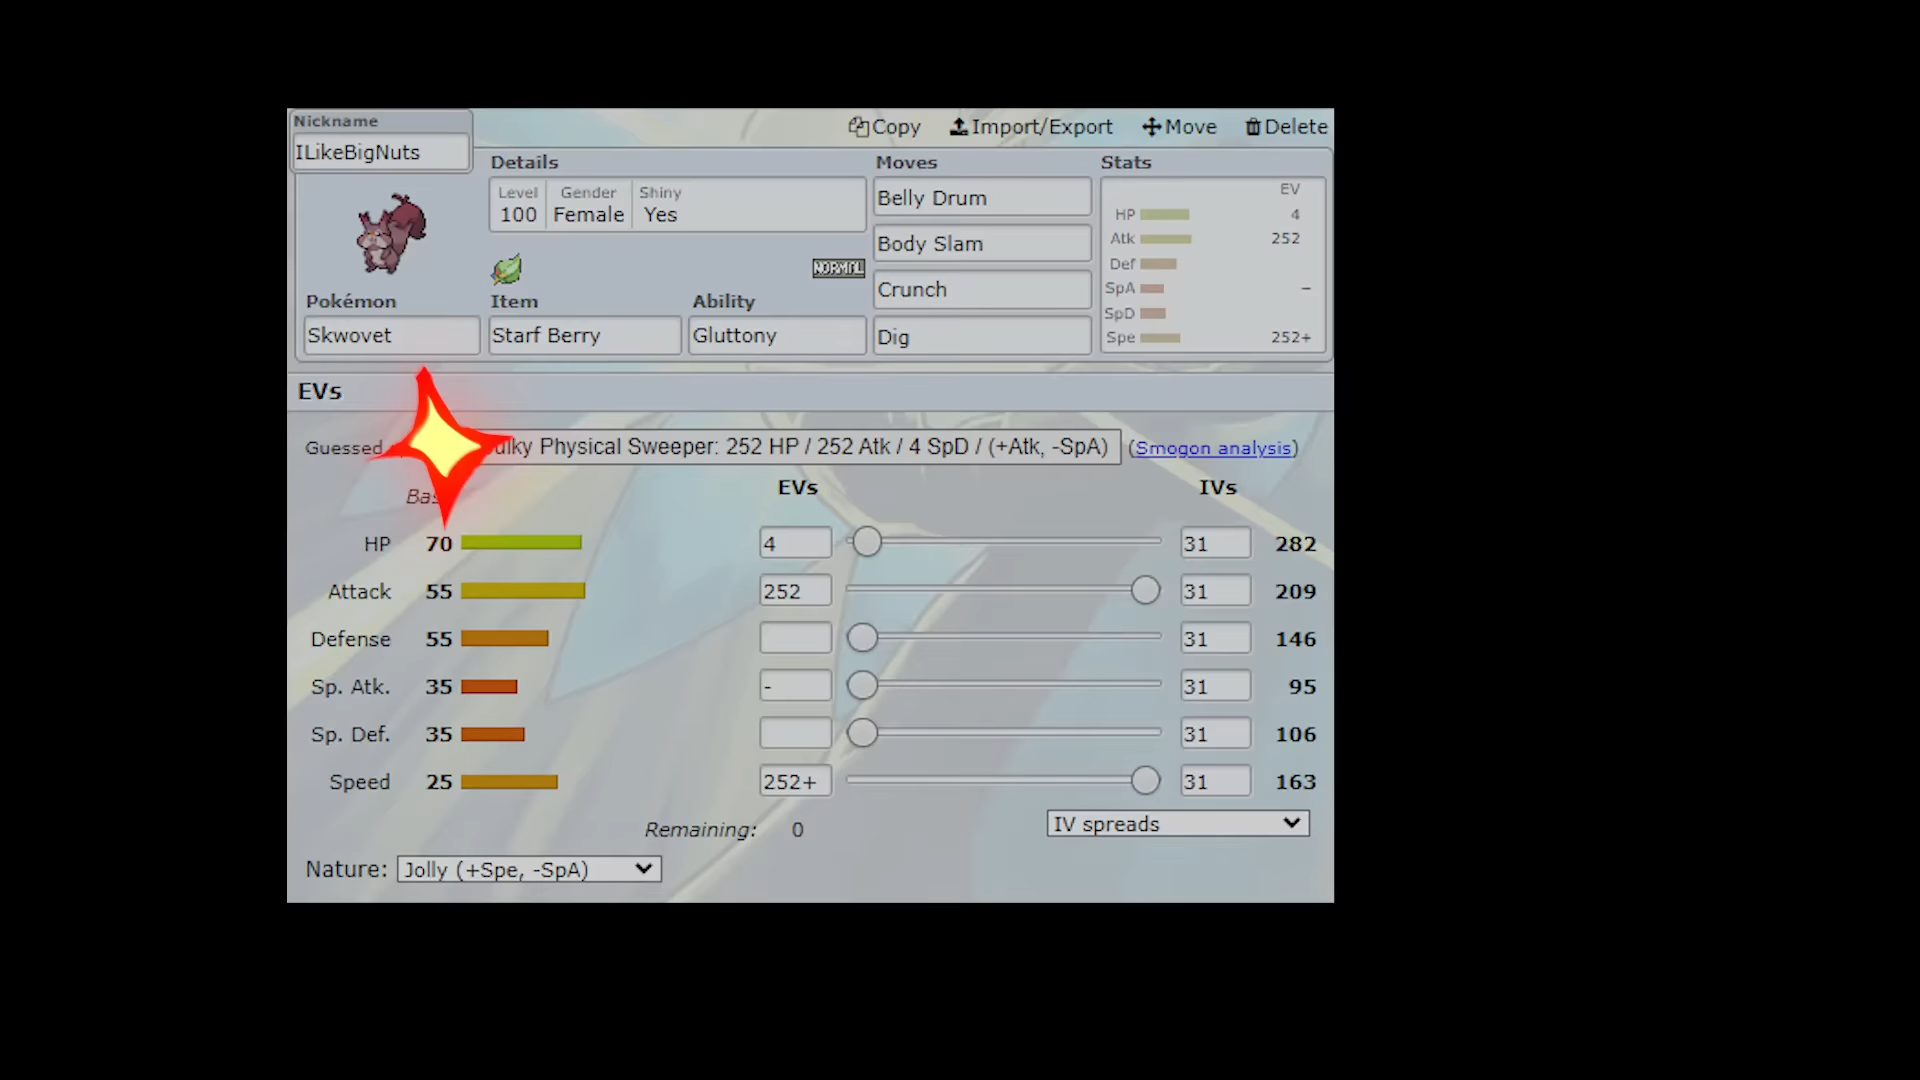 Nickname
ILikeBigNuts
Copy Import/Export Move Delete
Details
Level Gender Shiny
100 Female Yes
NORMAL
Pokémon Item Ability
Skwovet Starf Berry Gluttony
Moves
Belly Drum
Body Slam
Crunch
Dig
Stats
EV
HP 4
Atk 252
Def
SpA –
SpD
Spe 252+
EVs
Guessed Physical Sweeper: 252 HP / 252 Atk / 4 SpD / (+Atk, -SpA) (Smogon analysis)
EVs IVs
HP 70 4 31 282
Attack 55 252 31 209
Defense 55 31 146
Sp. Atk. 35 - 31 95
Sp. Def. 35 31 106
Speed 25 252+ 31 163
Remaining: 0
IV spreads
Nature: Jolly (+Spe, -SpA)